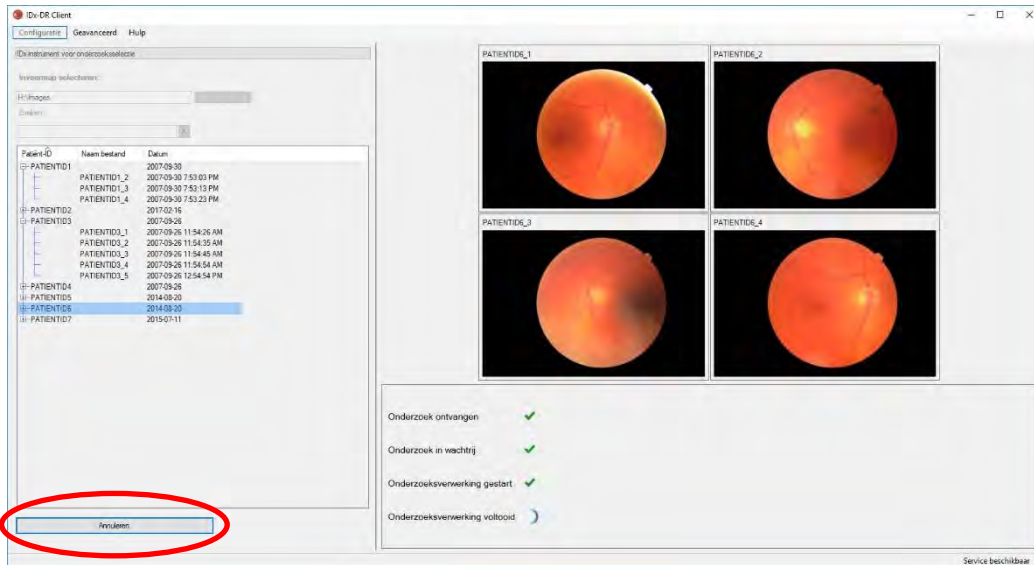 IDx-DR Client
Configuratie Geavanceerd Hulp
IDx-instrument voor onderzoeksselectie
Invoermap selecteren:
H:\Images
Zoeken:
Patiënt-ID Naam bestand Datum
PATIENTID1 2007-09-30
PATIENTID1_2 2007-09-30 7:53:03 PM
PATIENTID1_3 2007-09-30 7:53:13 PM
PATIENTID1_4 2007-09-30 7:53:23 PM
PATIENTID2 2017-02-16
PATIENTID3 2007-09-26
PATIENTID3_1 2007-09-26 11:54:26 AM
PATIENTID3_2 2007-09-26 11:54:35 AM
PATIENTID3_3 2007-09-26 11:54:45 AM
PATIENTID3_4 2007-09-26 11:54:54 AM
PATIENTID3_5 2007-09-26 12:54:54 PM
PATIENTID4 2007-09-26
PATIENTID5 2014-08-20
PATIENTID6 2014-08-20
PATIENTID7 2015-07-11
Annuleren
PATIENTID6_1
PATIENTID6_2
PATIENTID6_3
PATIENTID6_4
Onderzoek ontvangen
Onderzoek in wachtrij
Onderzoeksverwerking gestart
Onderzoeksverwerking voltooid
Service beschikbaar